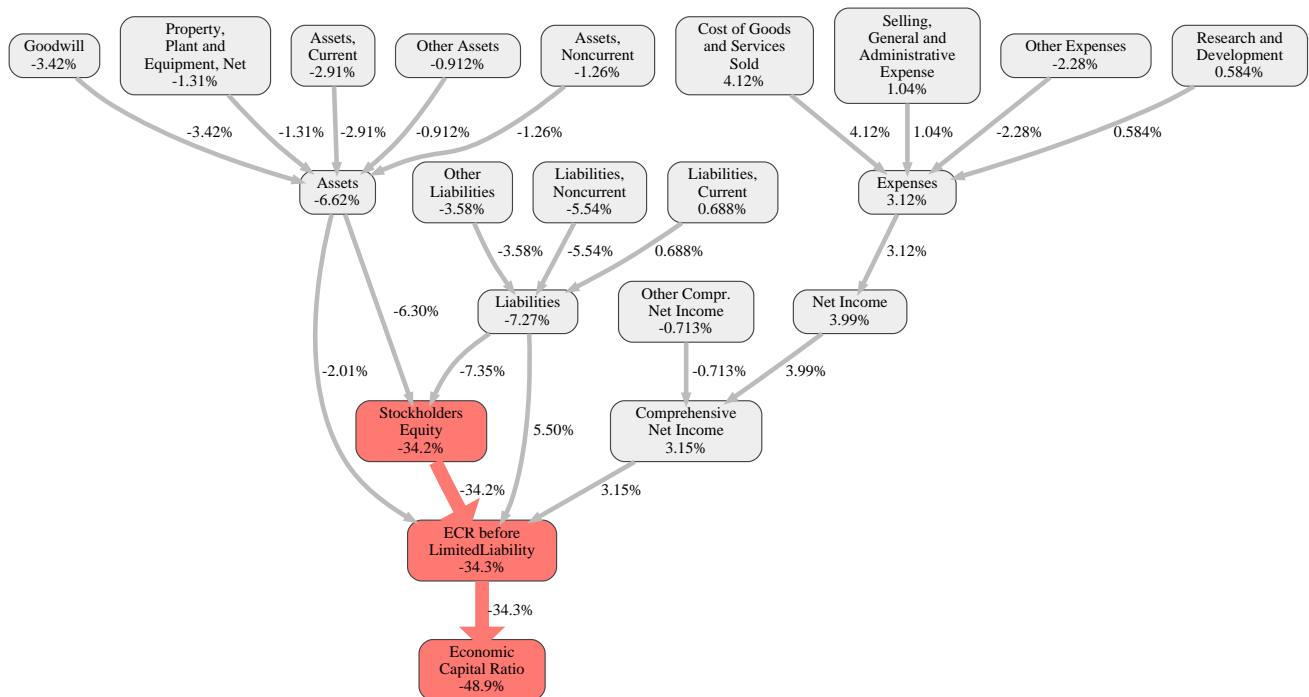 Goodwill
-3.42%
Property,
Plant and
Equipment, Net
-1.31%
Assets,
Current
-2.91%
Other Assets
-0.912%
Assets,
Noncurrent
-1.26%
Cost of Goods
and Services
Sold
4.12%
Selling,
General and
Administrative
Expense
1.04%
Other Expenses
-2.28%
Research and
Development
0.584%
-3.42%
-1.31%
-2.91%
-0.912%
-1.26%
4.12%
1.04%
-2.28%
0.584%
Assets
-6.62%
Other
Liabilities
-3.58%
Liabilities,
Noncurrent
-5.54%
Liabilities,
Current
0.688%
Expenses
3.12%
-3.58%
-5.54%
0.688%
3.12%
Liabilities
-7.27%
Other Compr.
Net Income
-0.713%
Net Income
3.99%
-6.30%
-2.01%
-7.35%
-0.713%
3.99%
Stockholders
Equity
-34.2%
5.50%
Comprehensive
Net Income
3.15%
-34.2%
3.15%
ECR before
LimitedLiability
-34.3%
-34.3%
Economic
Capital Ratio
-48.9%